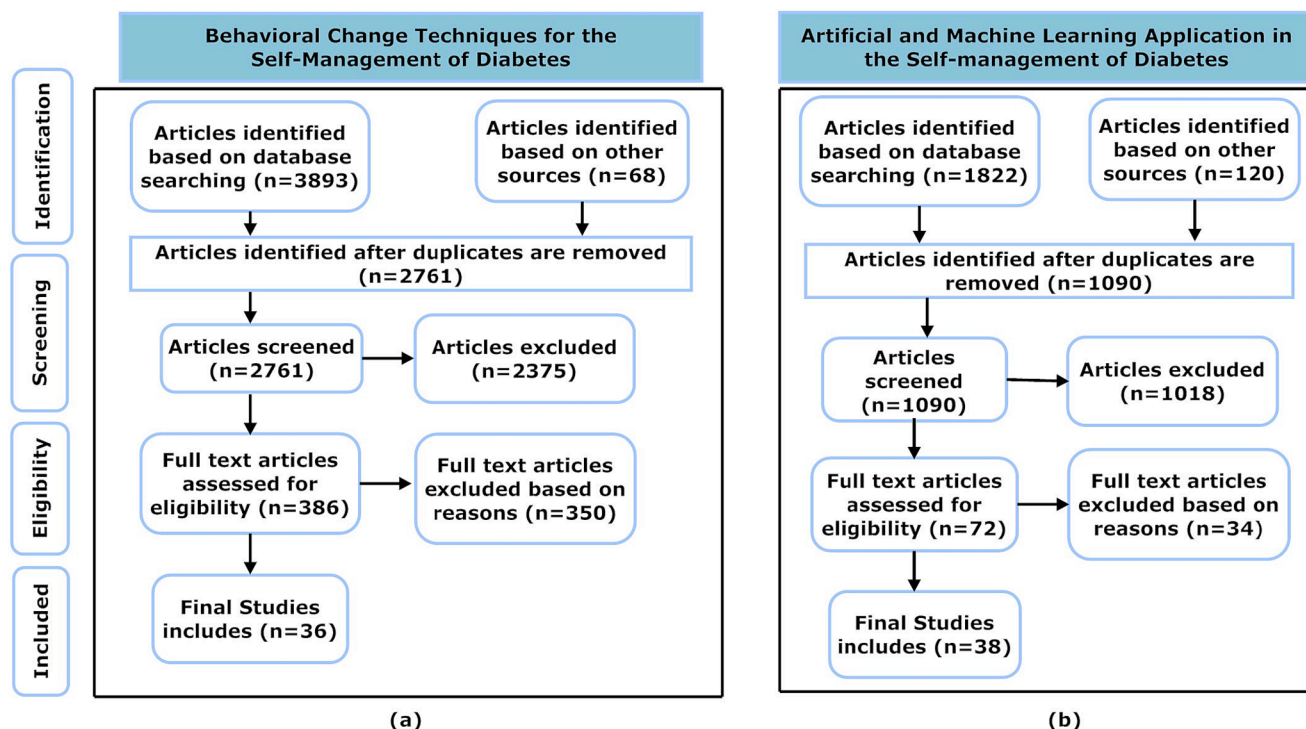 Behavioral Change Techniques for the
Self-Management of Diabetes
Identification
Screening
Eligibility
Included
Articles identified
based on database
searching (n=3893)
Articles identified
based on other
sources (n=68)
Articles identified after duplicates are removed
(n=2761)
Articles screened
(n=2761)
Articles excluded
(n=2375)
Full text articles
assessed for
eligibility (n=386)
Full text articles
excluded based on
reasons (n=350)
Final Studies
includes (n=36)
(a)
Artificial and Machine Learning Application in
the Self-management of Diabetes
Articles identified
based on database
searching (n=1822)
Articles identified
based on other
sources (n=120)
Articles identified after duplicates are
removed (n=1090)
Articles
screened
(n=1090)
Articles excluded
(n=1018)
Full text articles
assessed for
eligibility (n=72)
Full text articles
excluded based on
reasons (n=34)
Final Studies
includes (n=38)
(b)